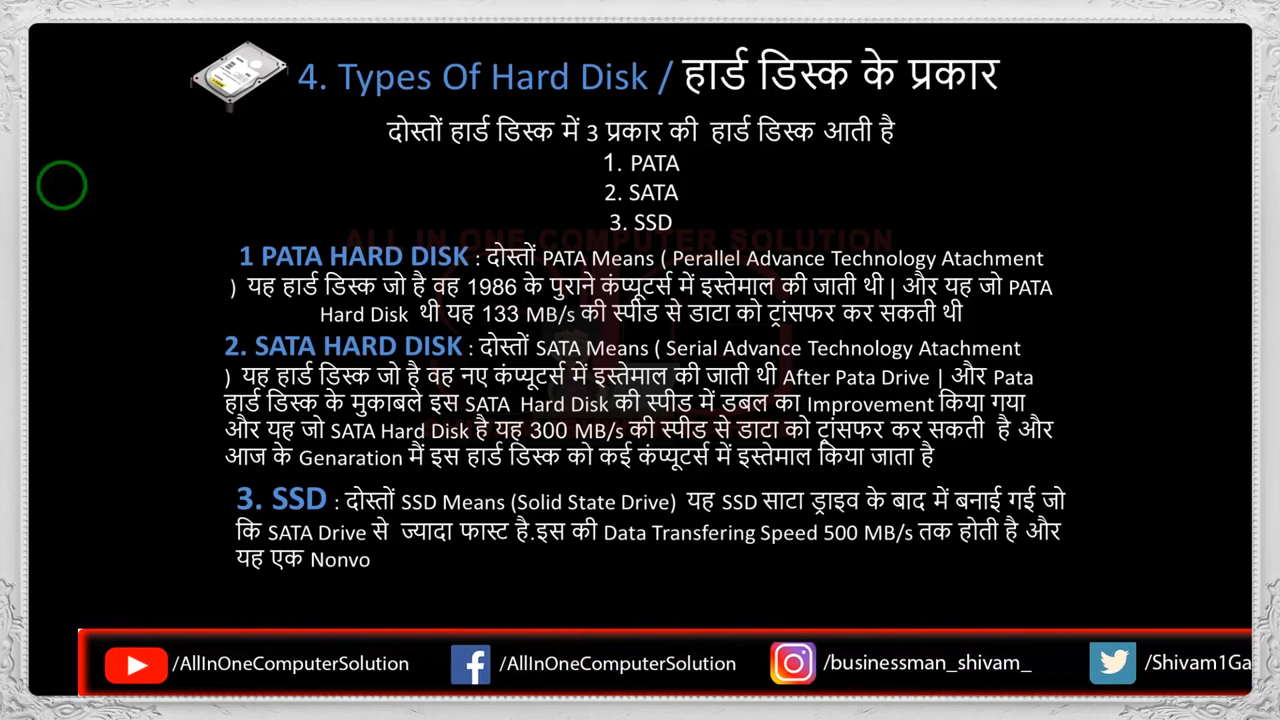 4. Types Of Hard Disk / हार्ड डिस्क के प्रकार
दोस्तों हार्ड डिस्क में 3 प्रकार की हार्ड डिस्क आती है
1. PATA
2. SATA
3. SSD
ALL IN ONE COMPUTER SOLUTION
1 PATA HARD DISK : दोस्तों PATA Means ( Perallel Advance Technology Atachment
) यह हार्ड डिस्क जो है वह 1986 के पुराने कंप्यूटर्स में इस्तेमाल की जाती थी | और यह जो PATA
Hard Disk थी यह 133 MB/s की स्पीड से डाटा को ट्रांसफर कर सकती थी
2. SATA HARD DISK : दोस्तों SATA Means ( Serial Advance Technology Atachment
) यह हार्ड डिस्क जो है वह नए कंप्यूटर्स में इस्तेमाल की जाती थी After Pata Drive | और Pata
हार्ड डिस्क के मुकाबले इस SATA Hard Disk की स्पीड में डबल का Improvement किया गया
और यह जो SATA Hard Disk है यह 300 MB/s की स्पीड से डाटा को ट्रांसफर कर सकती है और
आज के Genaration मैं इस हार्ड डिस्क को कई कंप्यूटर्स में इस्तेमाल किया जाता है
3. SSD : दोस्तों SSD Means (Solid State Drive) यह SSD साटा ड्राइव के बाद में बनाई गई जो
कि SATA Drive से ज्यादा फास्ट है.इस की Data Transfering Speed 500 MB/s तक होती है और
यह एक Nonvo
/AllInOneComputerSolution /AllInOneComputerSolution /businessman_shivam_ /Shivam1Ga